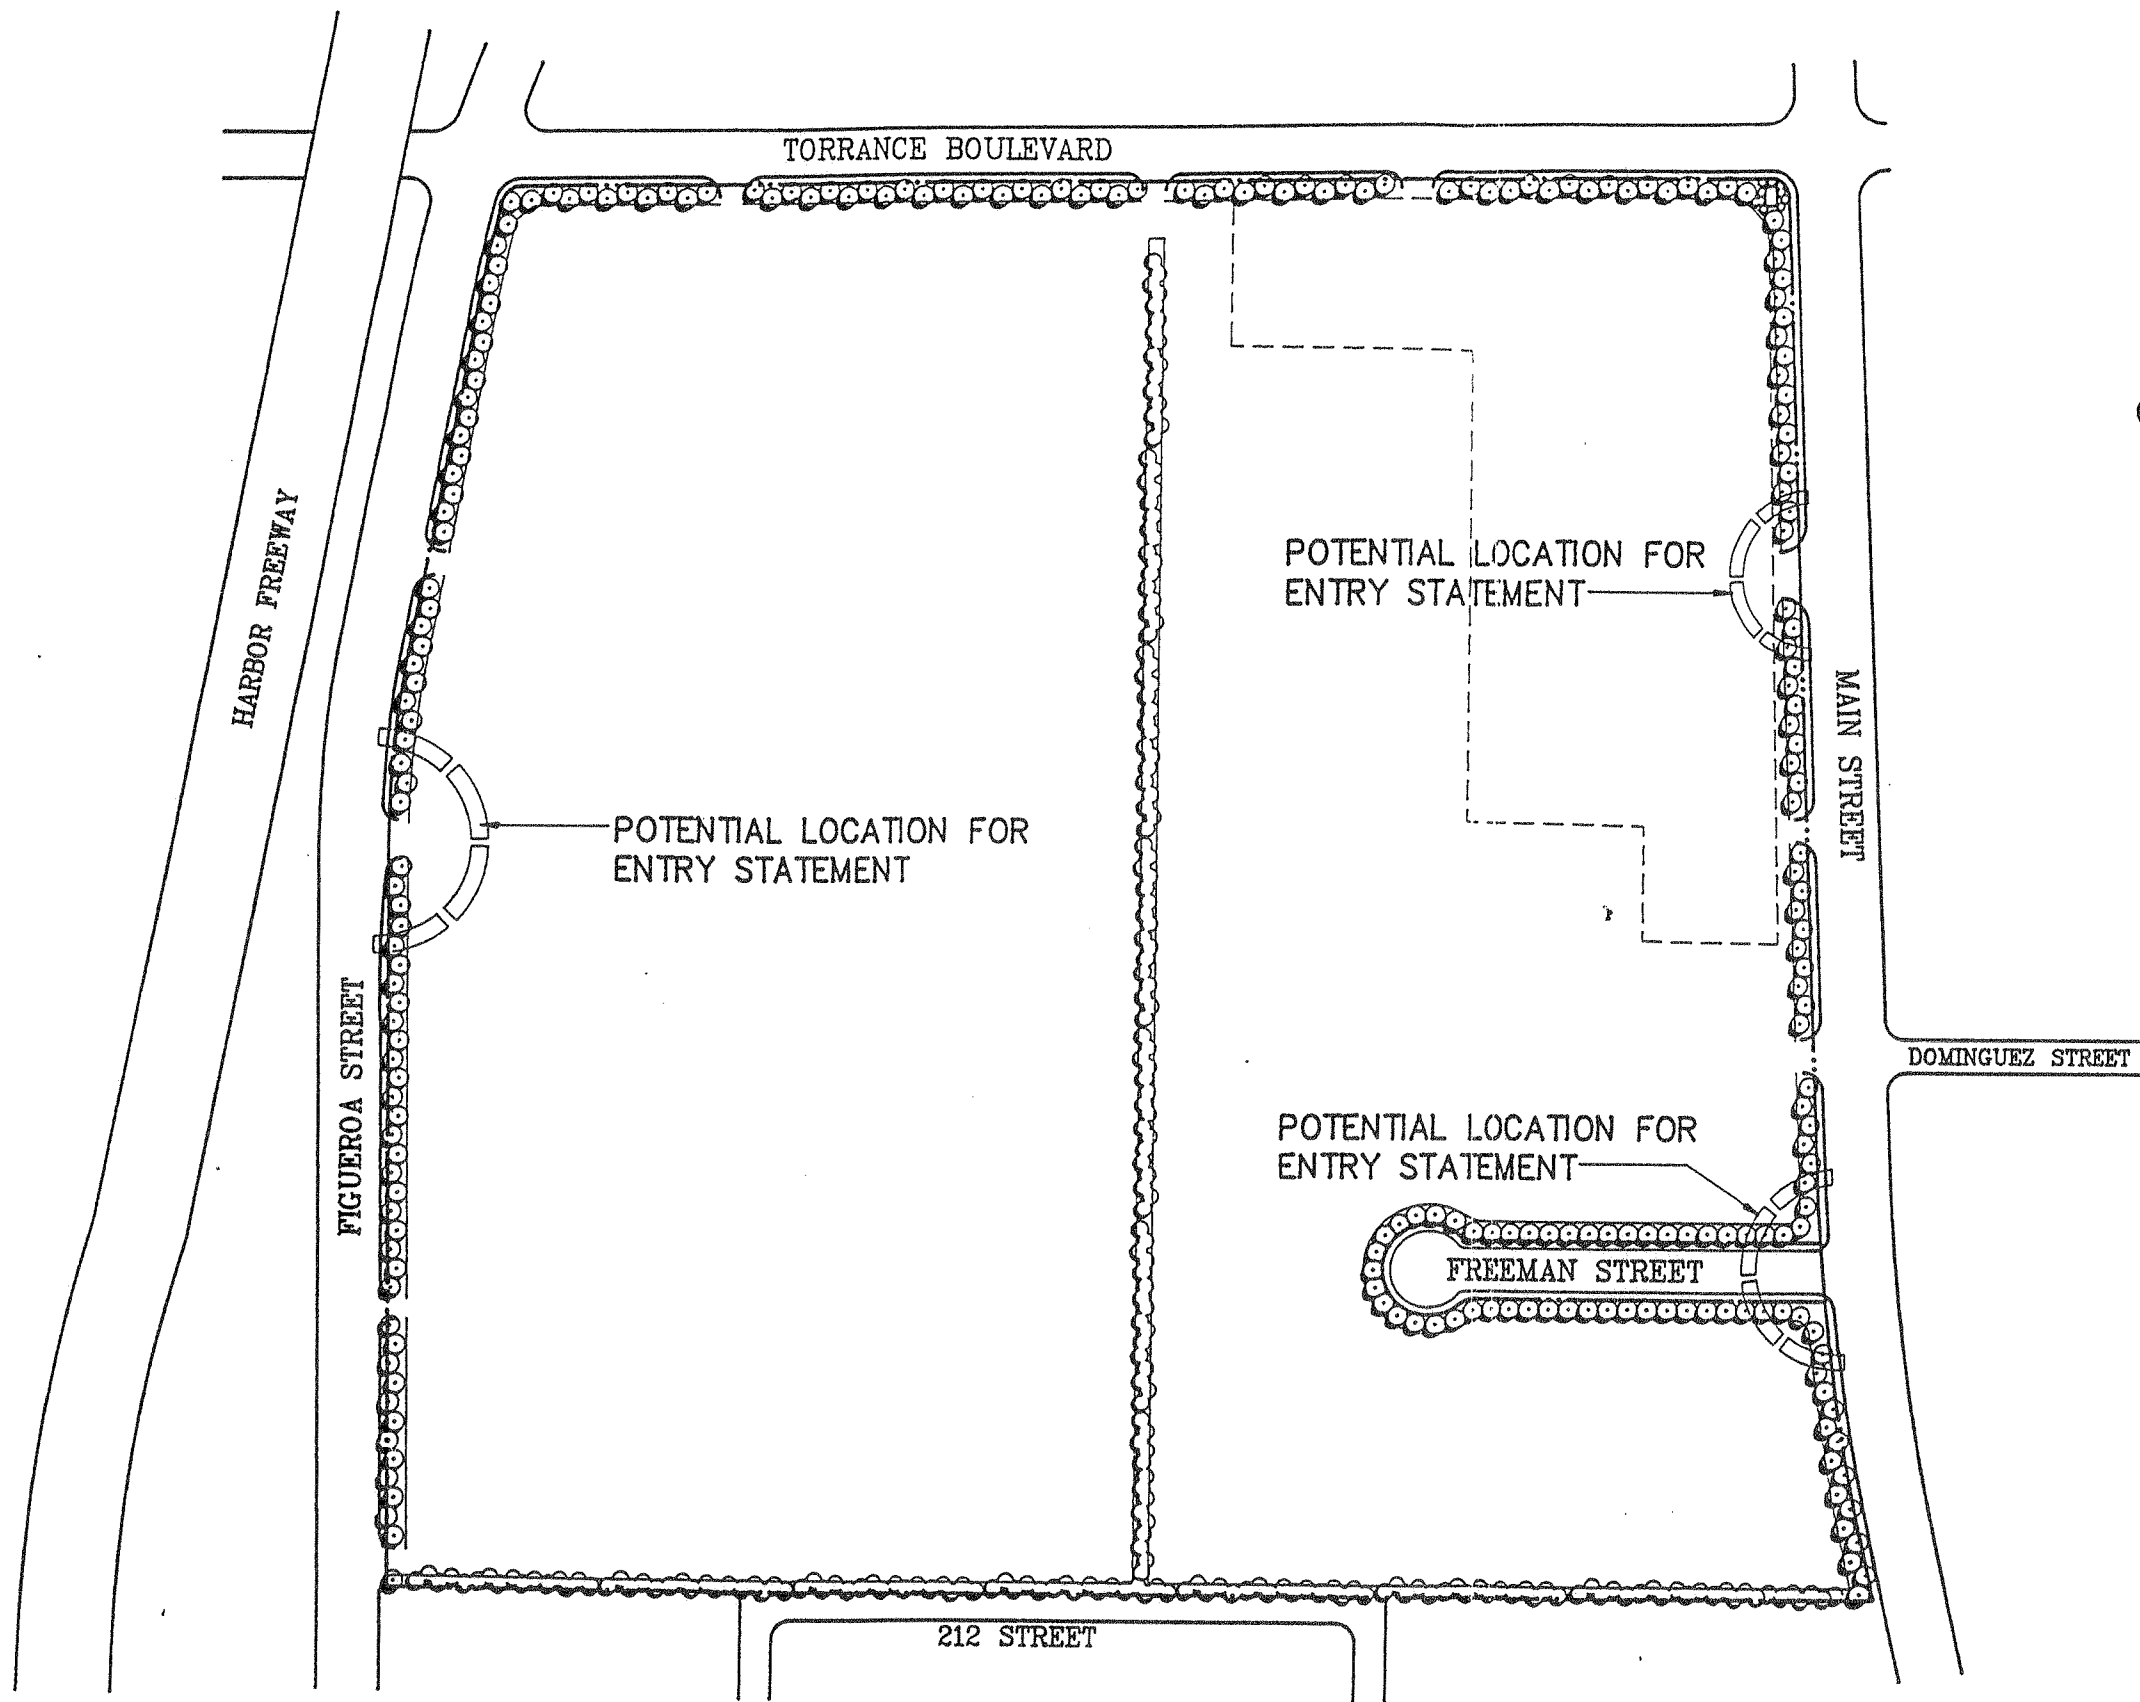 TORRANCE BOULEVARD
HARBOR FREEWAY
POTENTIAL LOCATION FOR
ENTRY STATEMENT
MAIN STREET
POTENTIAL LOCATION FOR
ENTRY STATEMENT
FIGUEROA STREET
DOMINGUEZ STREET
POTENTIAL LOCATION FOR
ENTRY STATEMENT
FREEMAN STREET
212 STREET